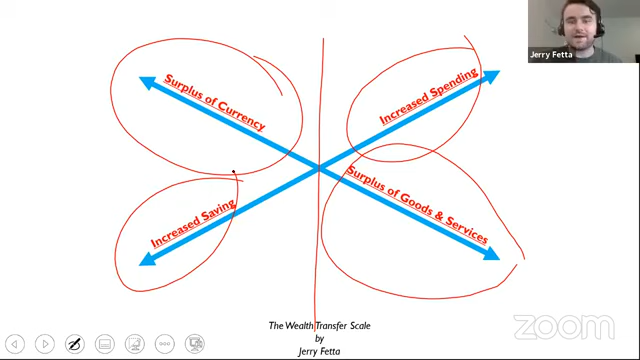 Jerry Fetta
Surplus of Currency
Increased Spending
Increased Saving
Surplus of Goods & Services
The Wealth Transfer Scale
by
Jerry Fetta
zoom